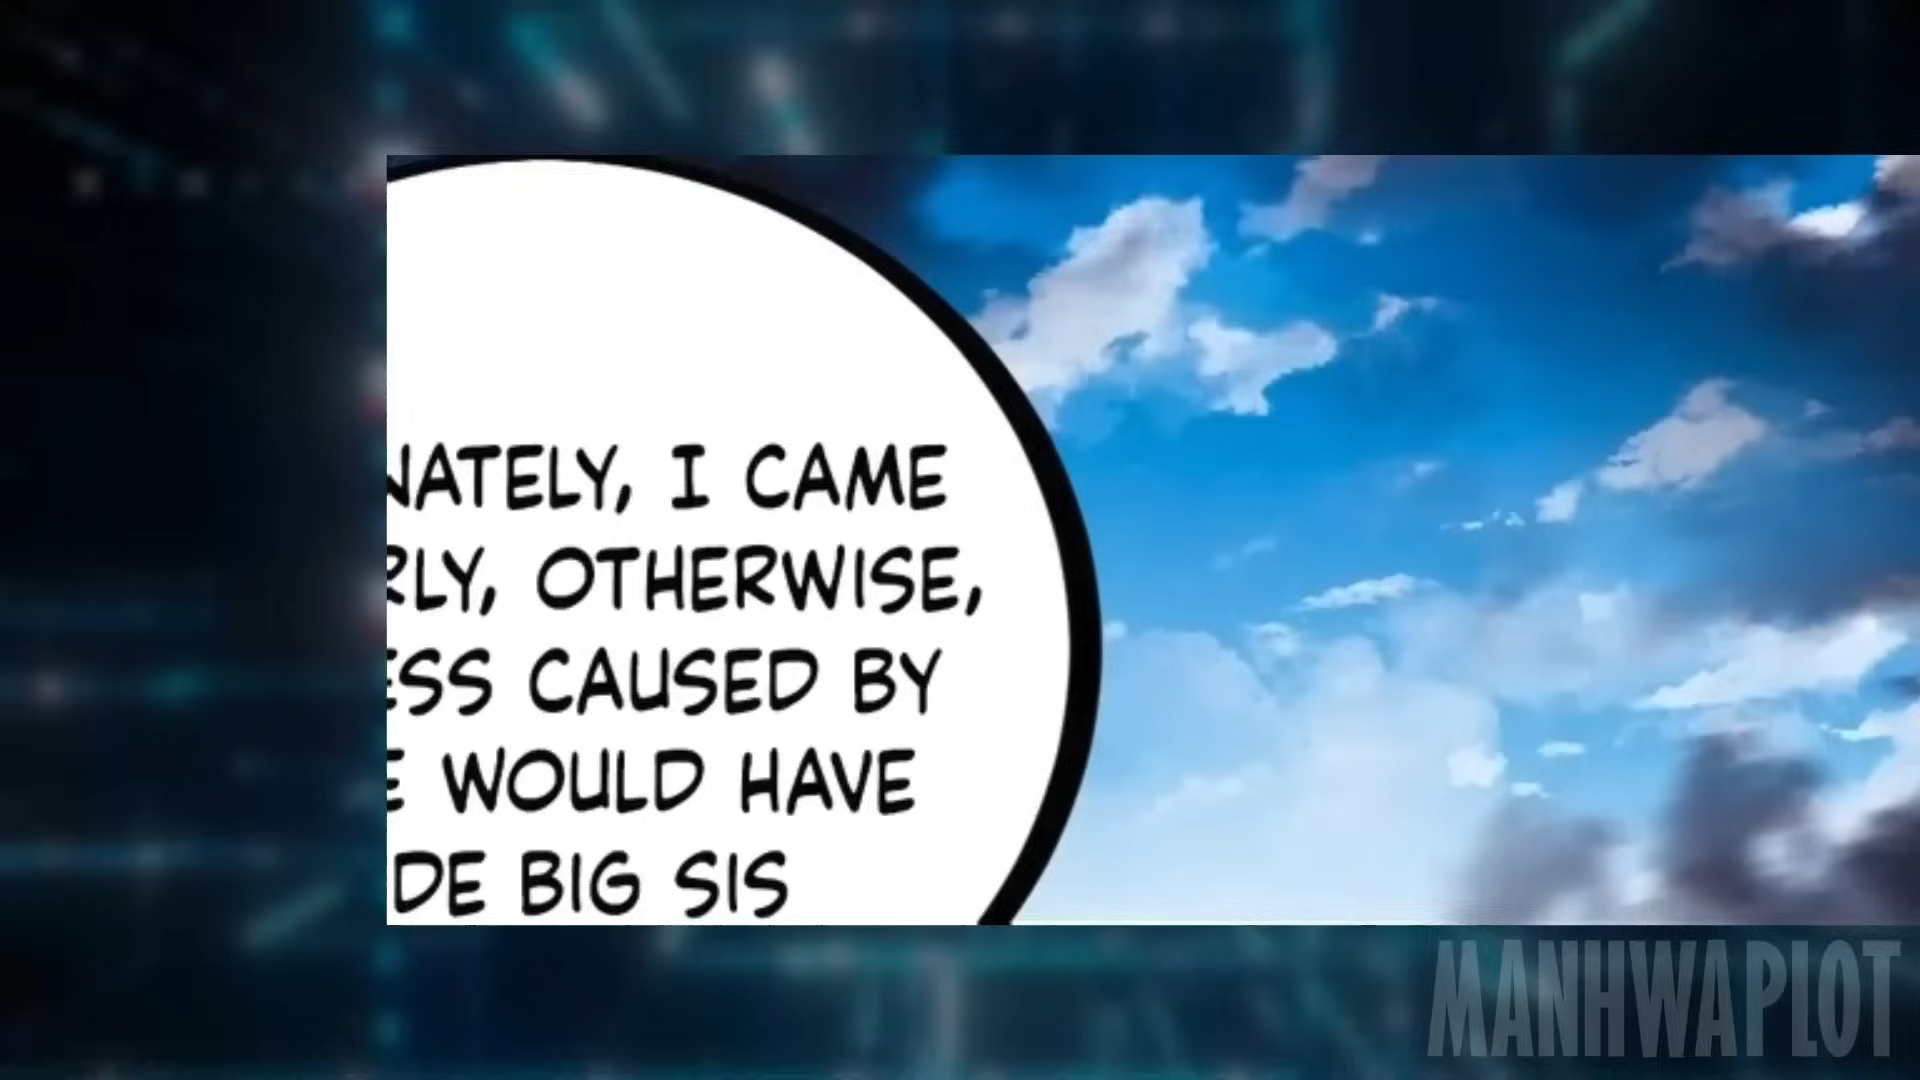 NATELY, I CAME
RLY, OTHERWISE,
ESS CAUSED BY
E WOULD HAVE
DE BIG SIS
MANHWAPLOT